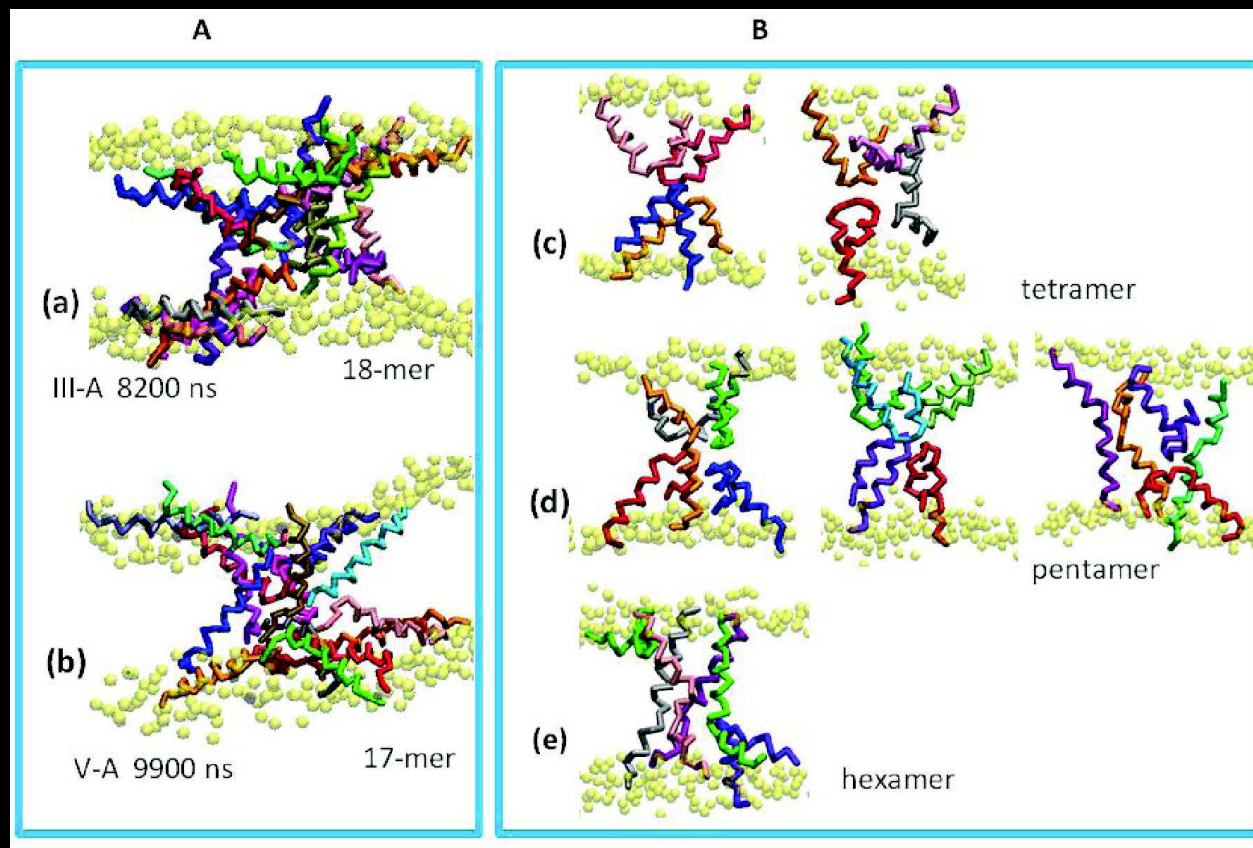 A
B
(a)
III-A 8200 ns
18-mer
(b)
V-A 9900 ns
17-mer
(c)
tetramer
(d)
pentamer
(e)
hexamer